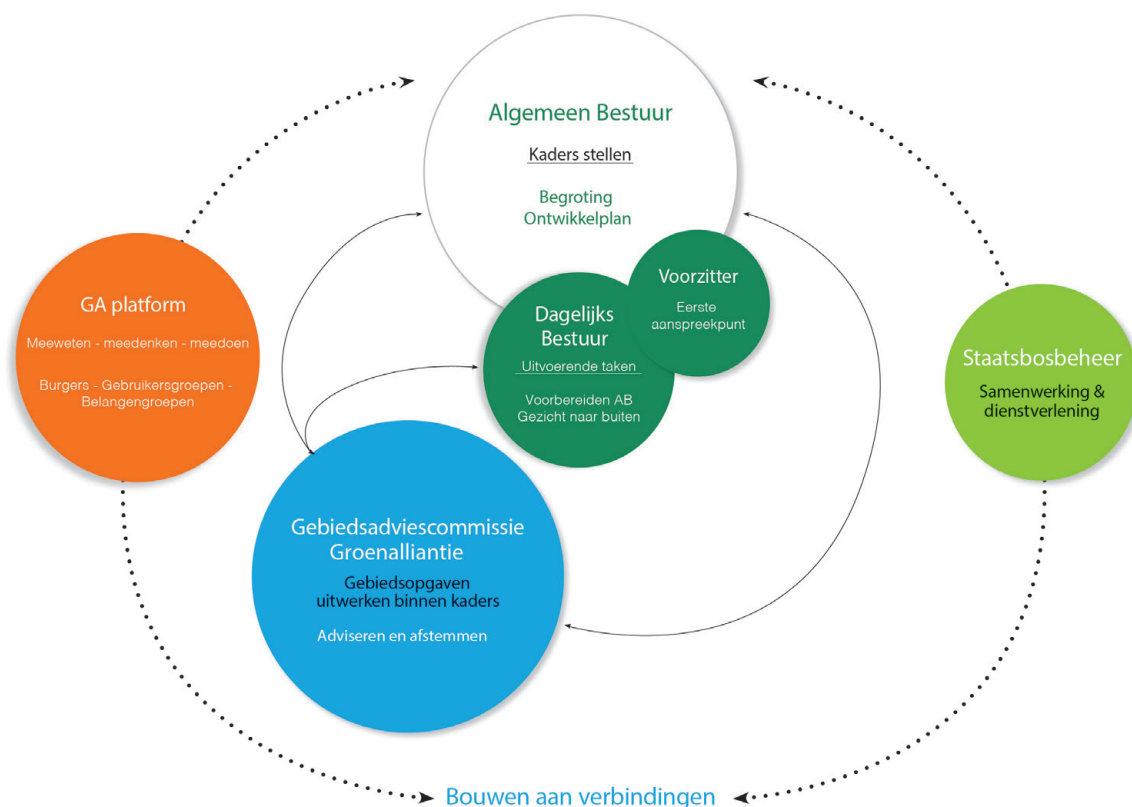 Algemeen Bestuur
Kaders stellen
Begroting
Ontwikkelplan
Voorzitter
Eerste
aanspreekpunt
Dagelijks
Bestuur
Uitvoerende taken
Voorbereiden AB
Gezicht naar buiten
GA platform
Meeweten - meedenken - meedoen
Burgers - Gebruikersgroepen -
Belangengroepen
Staatsbosbeheer
Samenwerking &
dienstverlening
Gebiedsadviescommissie
Groenalliantie
Gebiedsopgaven
uitwerken binnen kaders
Adviseren en afstemmen
Bouwen aan verbindingen